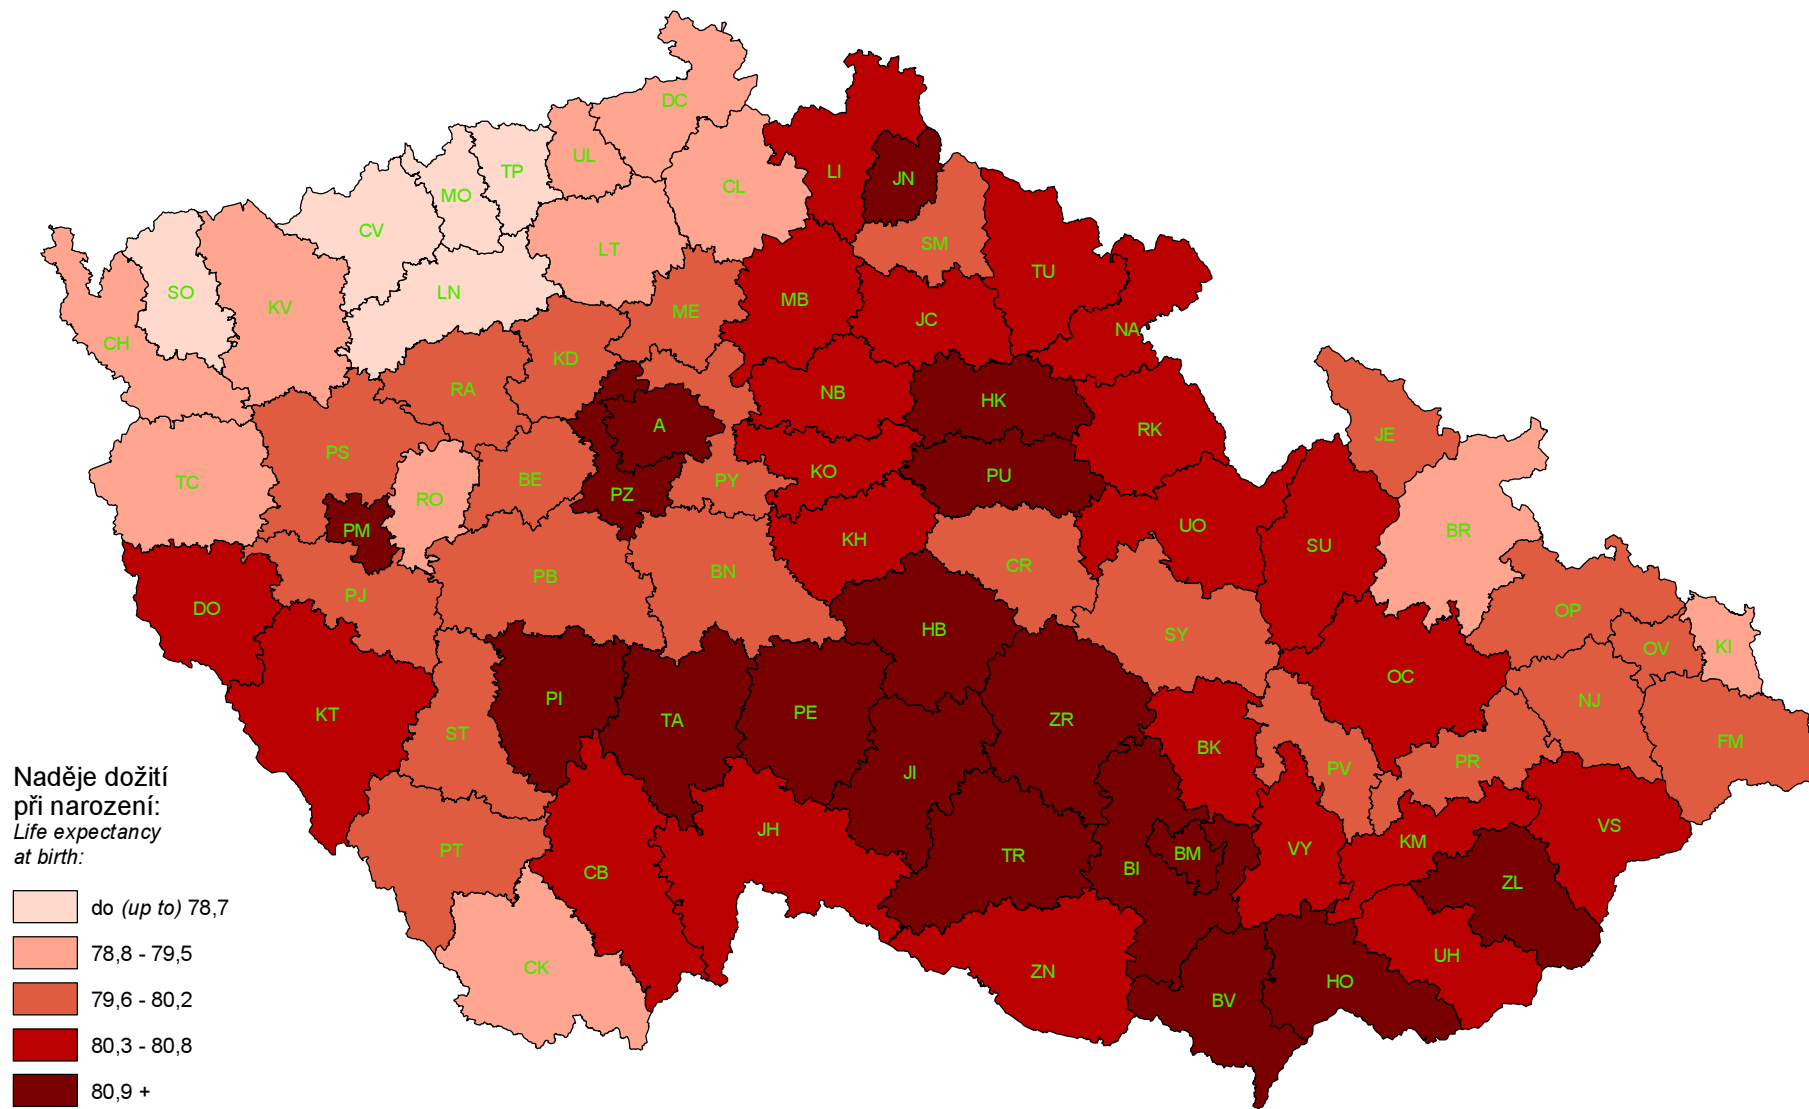 DC
TP
UL
LI
JN
CL
MO
CV
LT
SM
TU
SO
LN
KV
MB
ME
JC
NA
CH
KD
RA
NB
HK
A
RK
JE
PS
KO
PU
TC
BE
PY
RO
PZ
PM
KH
UO
BR
SU
CR
PB
BN
PJ
DO
OP
HB
SY
OV
KI
OC
PI
NJ
KT
TA
PE
ZR
ST
FM
BK
JI
PV
PR
Naděje dožití
při narození:
Life expectancy
at birth:
JH
VS
KM
PT
TR
BM
VY
CB
BI
ZL
do (up to) 78,7
78,8 - 79,5
UH
CK
ZN
HO
79,6 - 80,2
BV
80,3 - 80,8
80,9 +